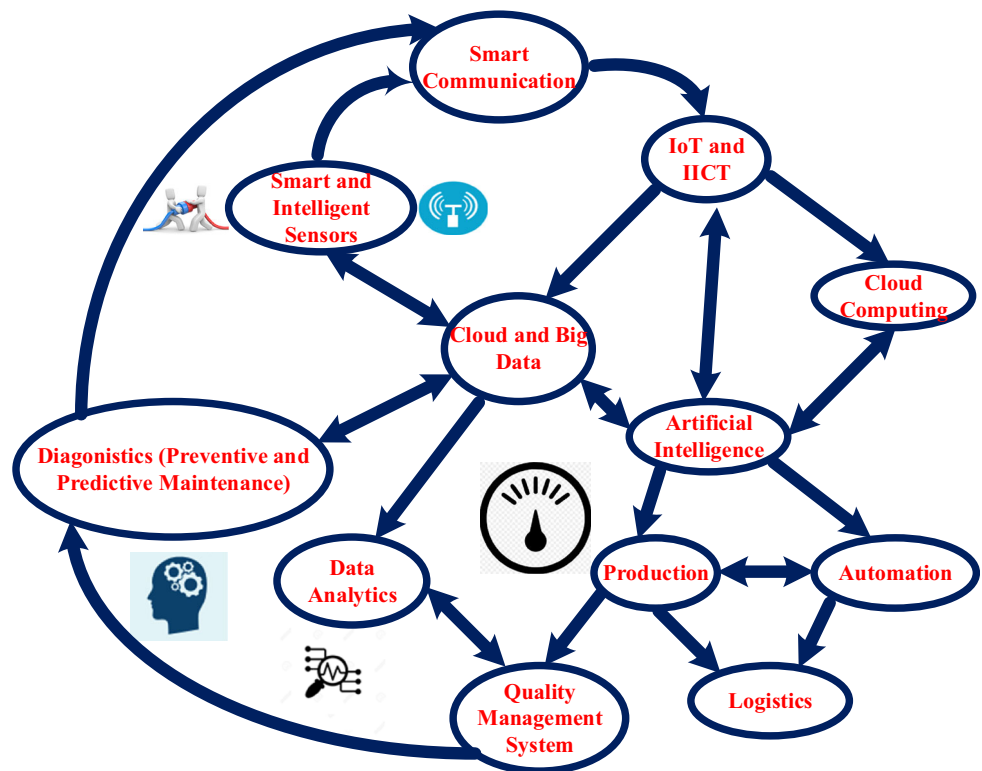 Smart
Communication
IoT and
IICT
Smart and
Intelligent
Sensors
Cloud
Computing
Cloud and Big
Data
Artificial
Intelligence
Diagonistics (Preventive and
Predictive Maintenance)
Data
Analytics
Production
Automation
Quality
Management
System
Logistics